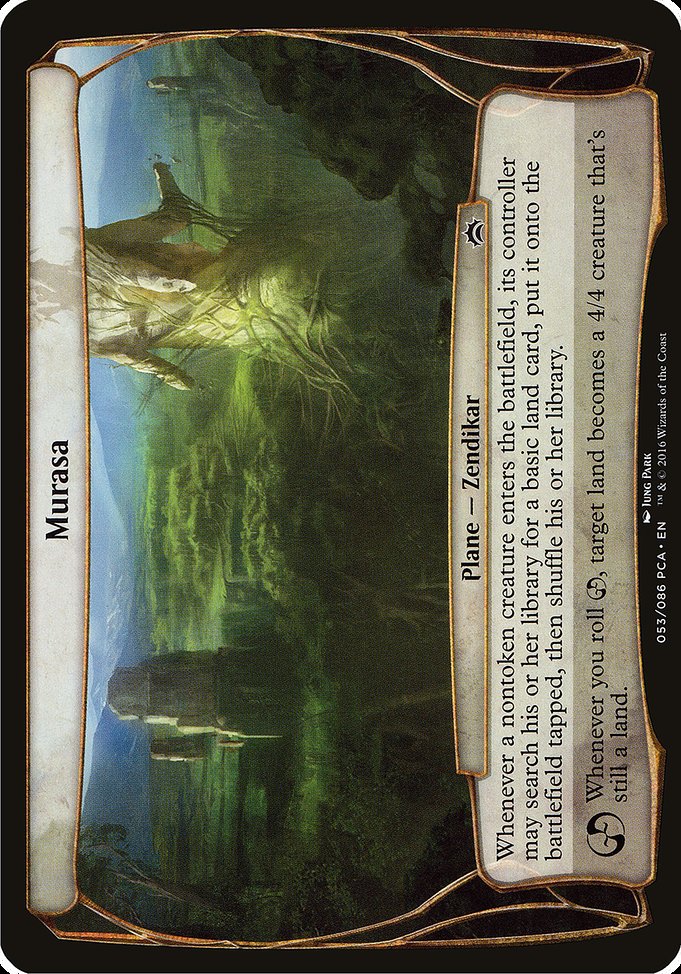 Murasa
Plane — Zendikar
Whenever a nontoken creature enters the battlefield, its controller
may search his or her library for a basic land card, put it onto the
battlefield tapped, then shuffle his or her library.
Whenever you roll , target land becomes a 4/4 creature that's
still a land.
Jung Park
053/086 PCA • EN ™ & © 2016 Wizards of the Coast